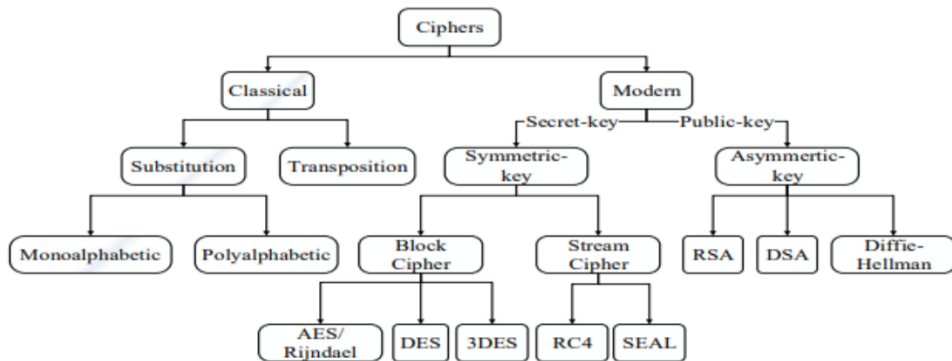 Ciphers
Classical
Modern
Secret-key
Public-key
Substitution
Transposition
Symmetric-
key
Asymmertic-
key
Monoalphabetic
Polyalphabetic
Block
Cipher
Stream
Cipher
RSA
DSA
Diffic-
Hellman
AES/
Rijndael
DES
3DES
RC4
SEAL